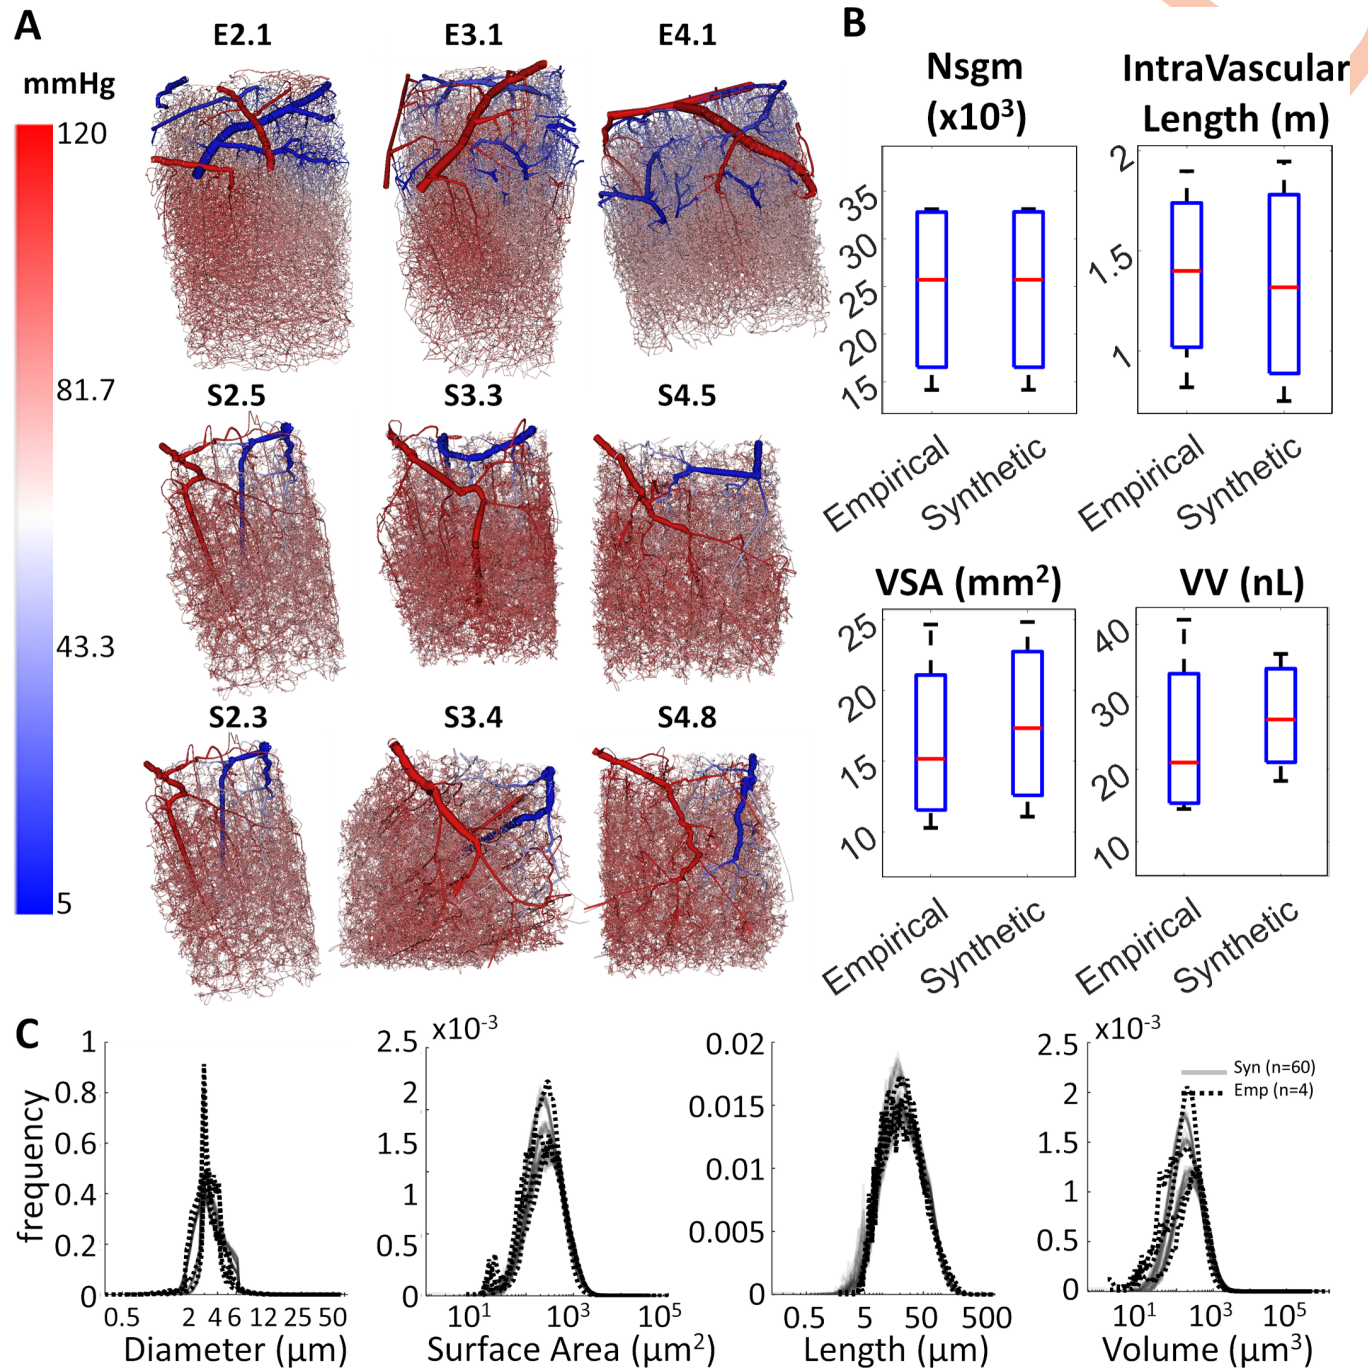 A
E2.1 E3.1 E4.1
mmHg
120
81.7
43.3
5
S2.5 S3.3 S4.5
S2.3 S3.4 S4.8
B
Nsgm
(x10³)
35
30
25
20
15
Empirical
Synthetic
IntraVascular
Length (m)
2
1.5
1
Empirical
Synthetic
VSA (mm²)
25
20
15
10
Empirical
Synthetic
VV (nL)
40
30
20
10
Empirical
Synthetic
C
frequency
1
0.8
0.6
0.4
0.2
0
0.5 2 4 6 12 25 50
Diameter (μm)
x10⁻³
2.5
2
1.5
1
0.5
0
10¹ 10³ 10⁵
Surface Area (μm²)
0.02
0.015
0.01
0.005
0
0.5 5 50 500
Length (μm)
x10⁻³
2.5
2
1.5
1
0.5
0
10¹ 10³ 10⁵
Volume (μm³)
Syn (n=60)
Emp (n=4)